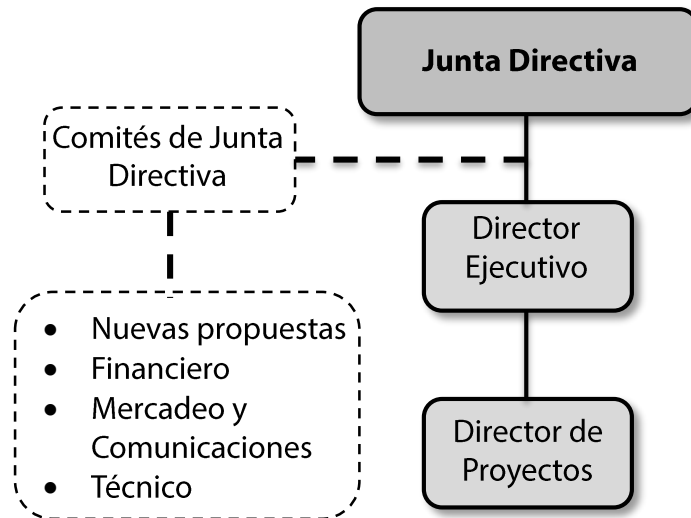 Junta Directiva
Comités de Junta
Directiva
Director
Ejecutivo
• Nuevas propuestas
• Financiero
• Mercadeo y
Comunicaciones
• Técnico
Director de
Proyectos